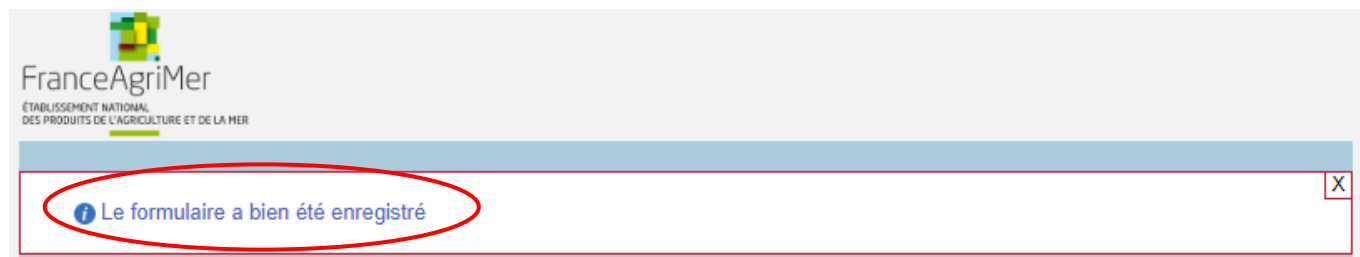 FranceAgriMer
ÉTABLISSEMENT NATIONAL
DES PRODUITS DE L'AGRICULTURE ET DE LA MER
X
Le formulaire a bien été enregistré